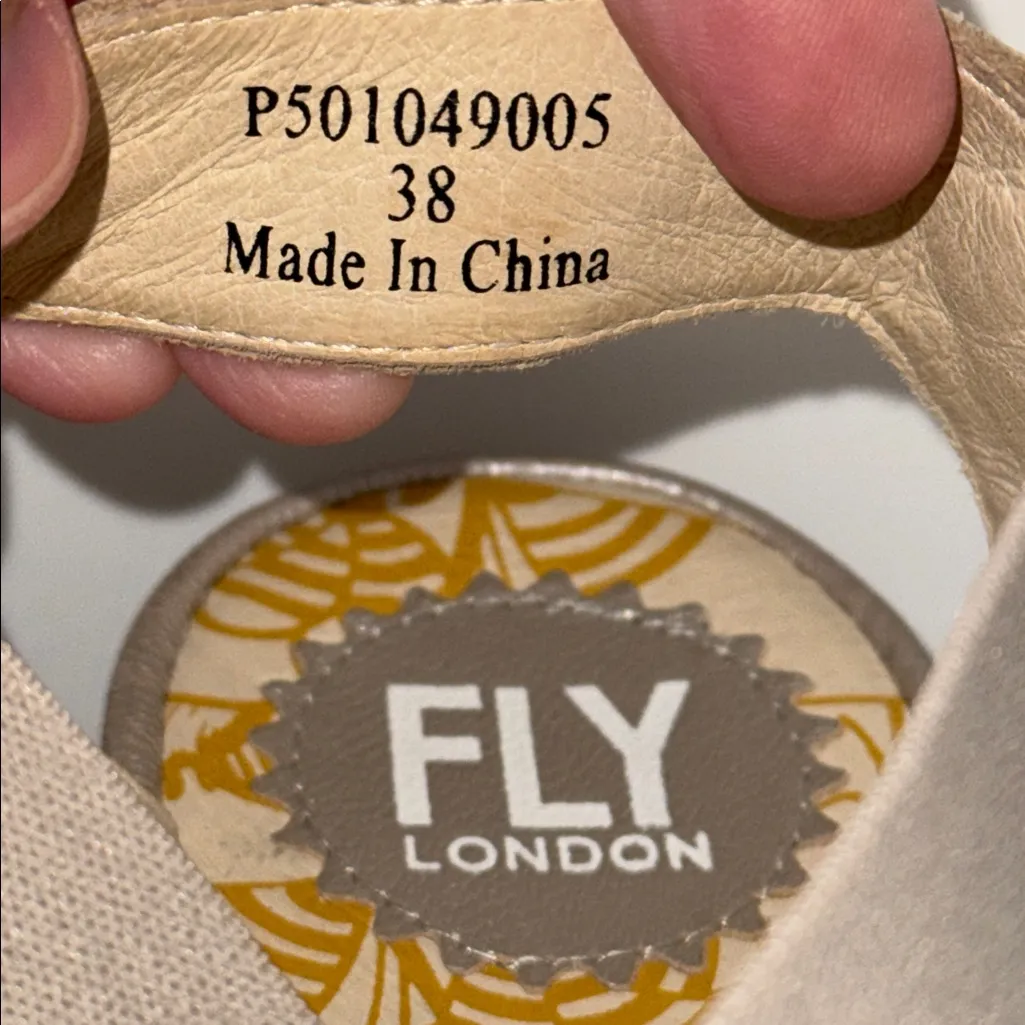 P501049005
38
Made In China
FLY
LONDON